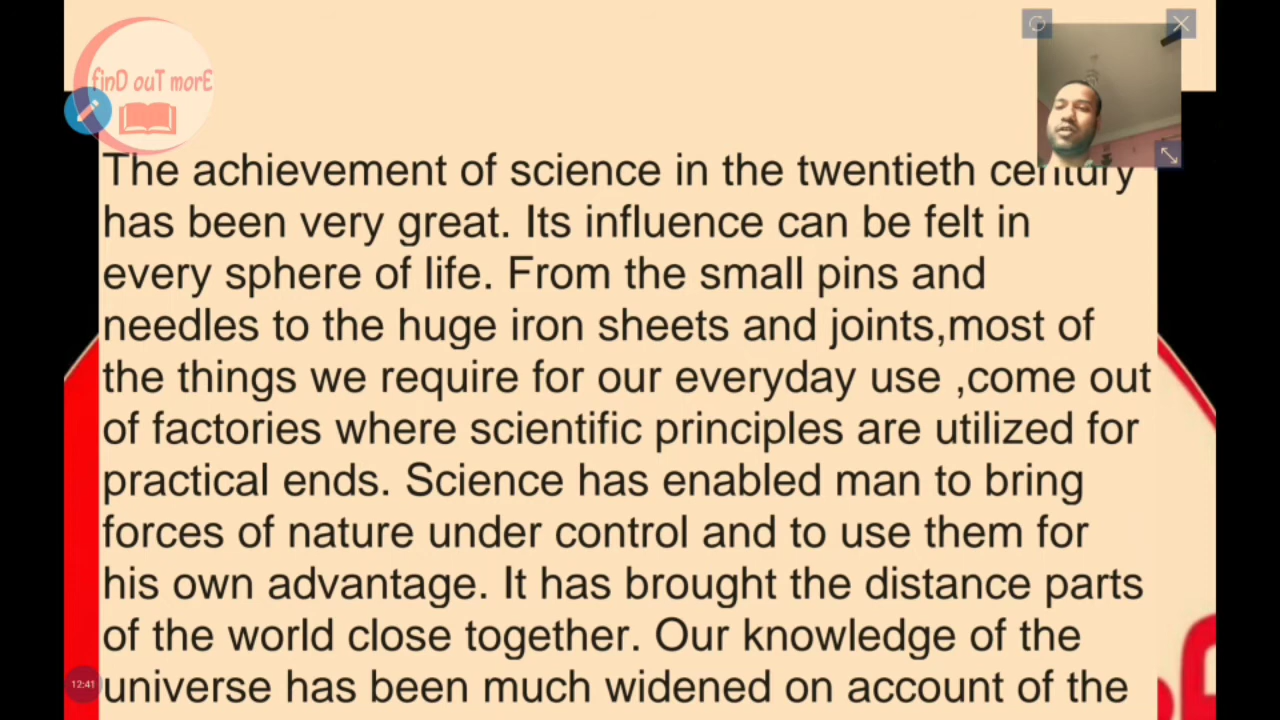 finD ouT morE
The achievement of science in the twentieth century
has been very great. Its influence can be felt in
every sphere of life. From the small pins and
needles to the huge iron sheets and joints,most of
the things we require for our everyday use ,come out
of factories where scientific principles are utilized for
practical ends. Science has enabled man to bring
forces of nature under control and to use them for
his own advantage. It has brought the distance parts
of the world close together. Our knowledge of the
12:41
universe has been much widened on account of the